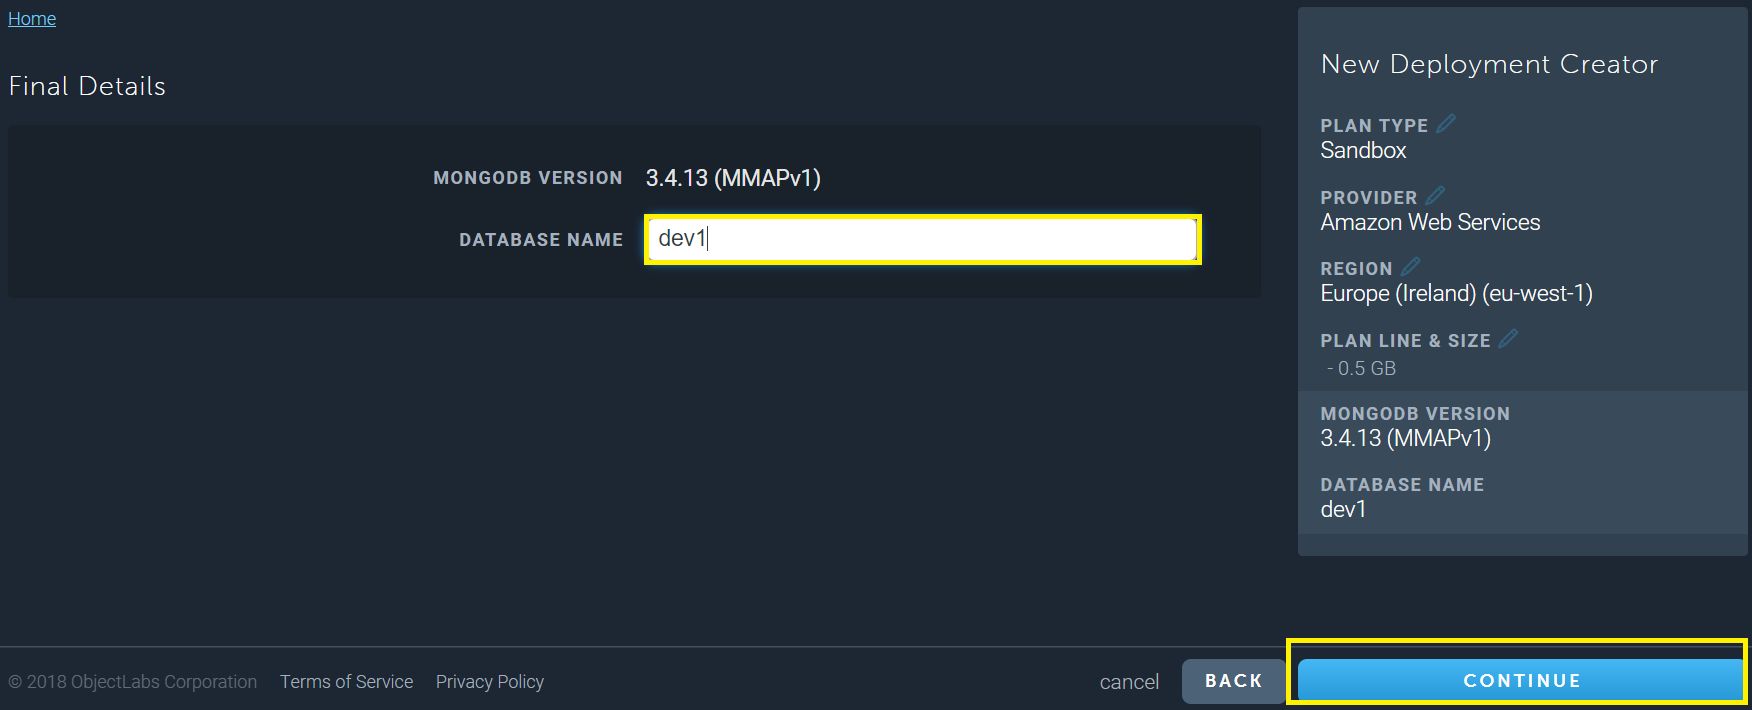 Home
Final Details
MONGODB VERSION 3.4.13 (MMAPv1)
DATABASE NAME dev1
New Deployment Creator
PLAN TYPE
Sandbox
PROVIDER
Amazon Web Services
REGION
Europe (Ireland) (eu-west-1)
PLAN LINE & SIZE
- 0.5 GB
MONGODB VERSION
3.4.13 (MMAPv1)
DATABASE NAME
dev1
© 2018 ObjectLabs Corporation Terms of Service Privacy Policy cancel BACK CONTINUE